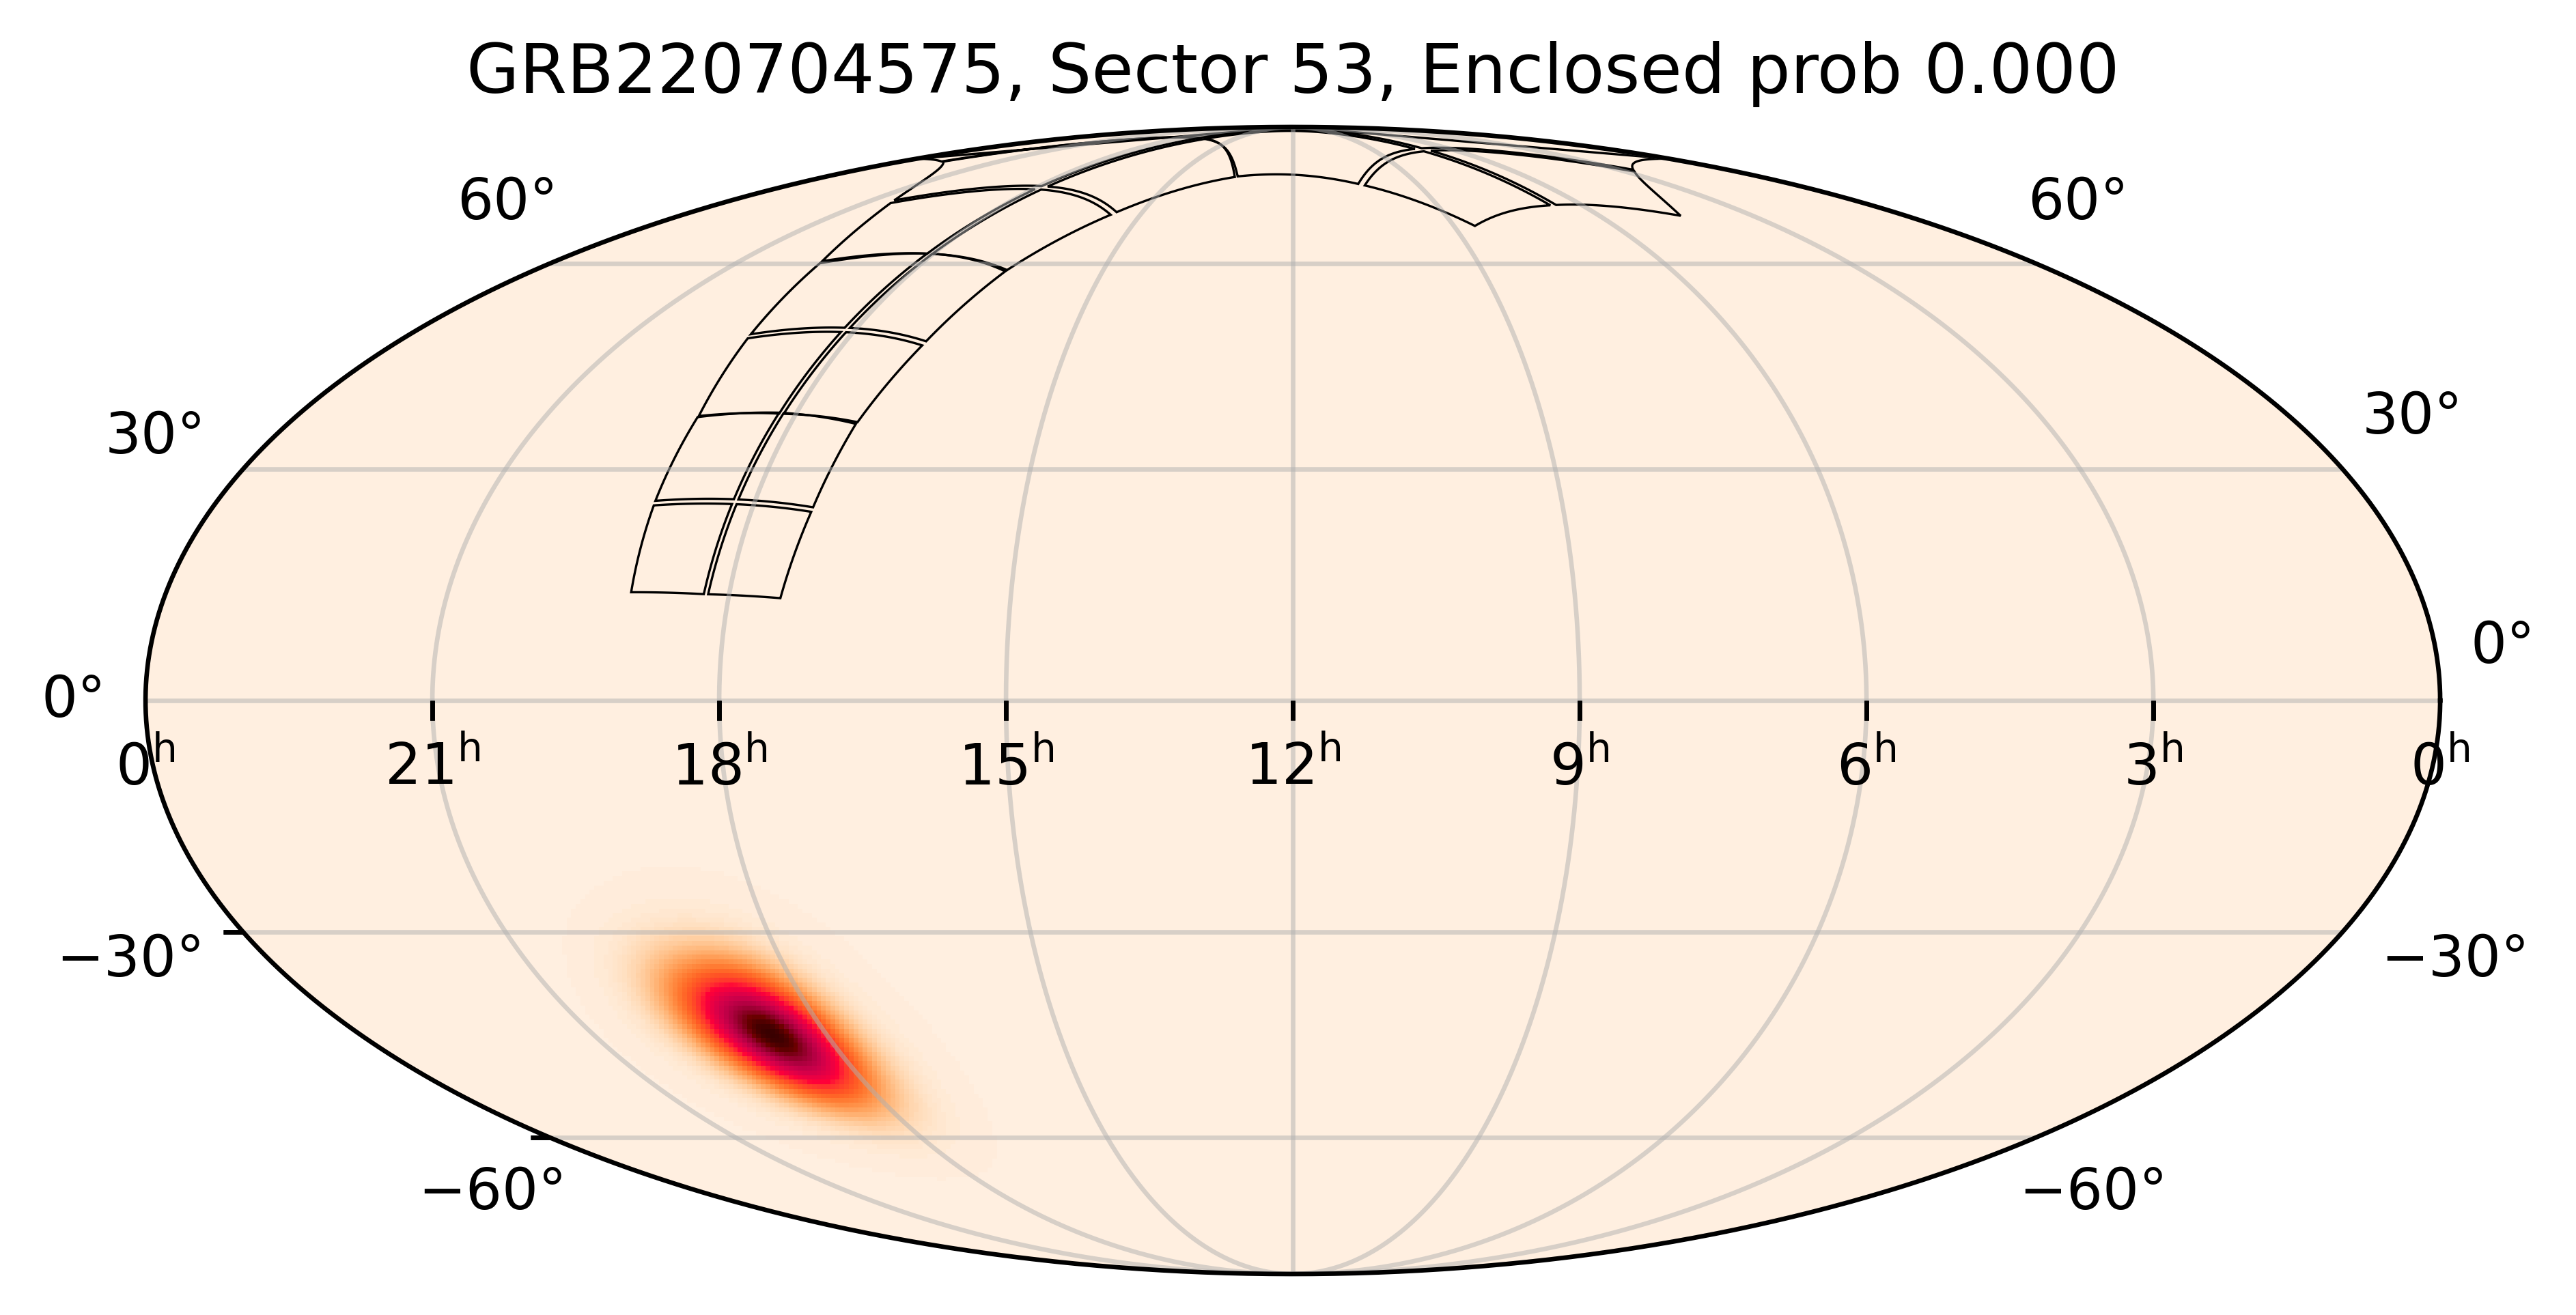 GRB220704575, Sector 53, Enclosed prob 0.000
60° 60°
30° 30°
0° 0°
0ʰ 21ʰ 18ʰ 15ʰ 12ʰ 9ʰ 6ʰ 3ʰ 0ʰ
−30° −30°
−60° −60°